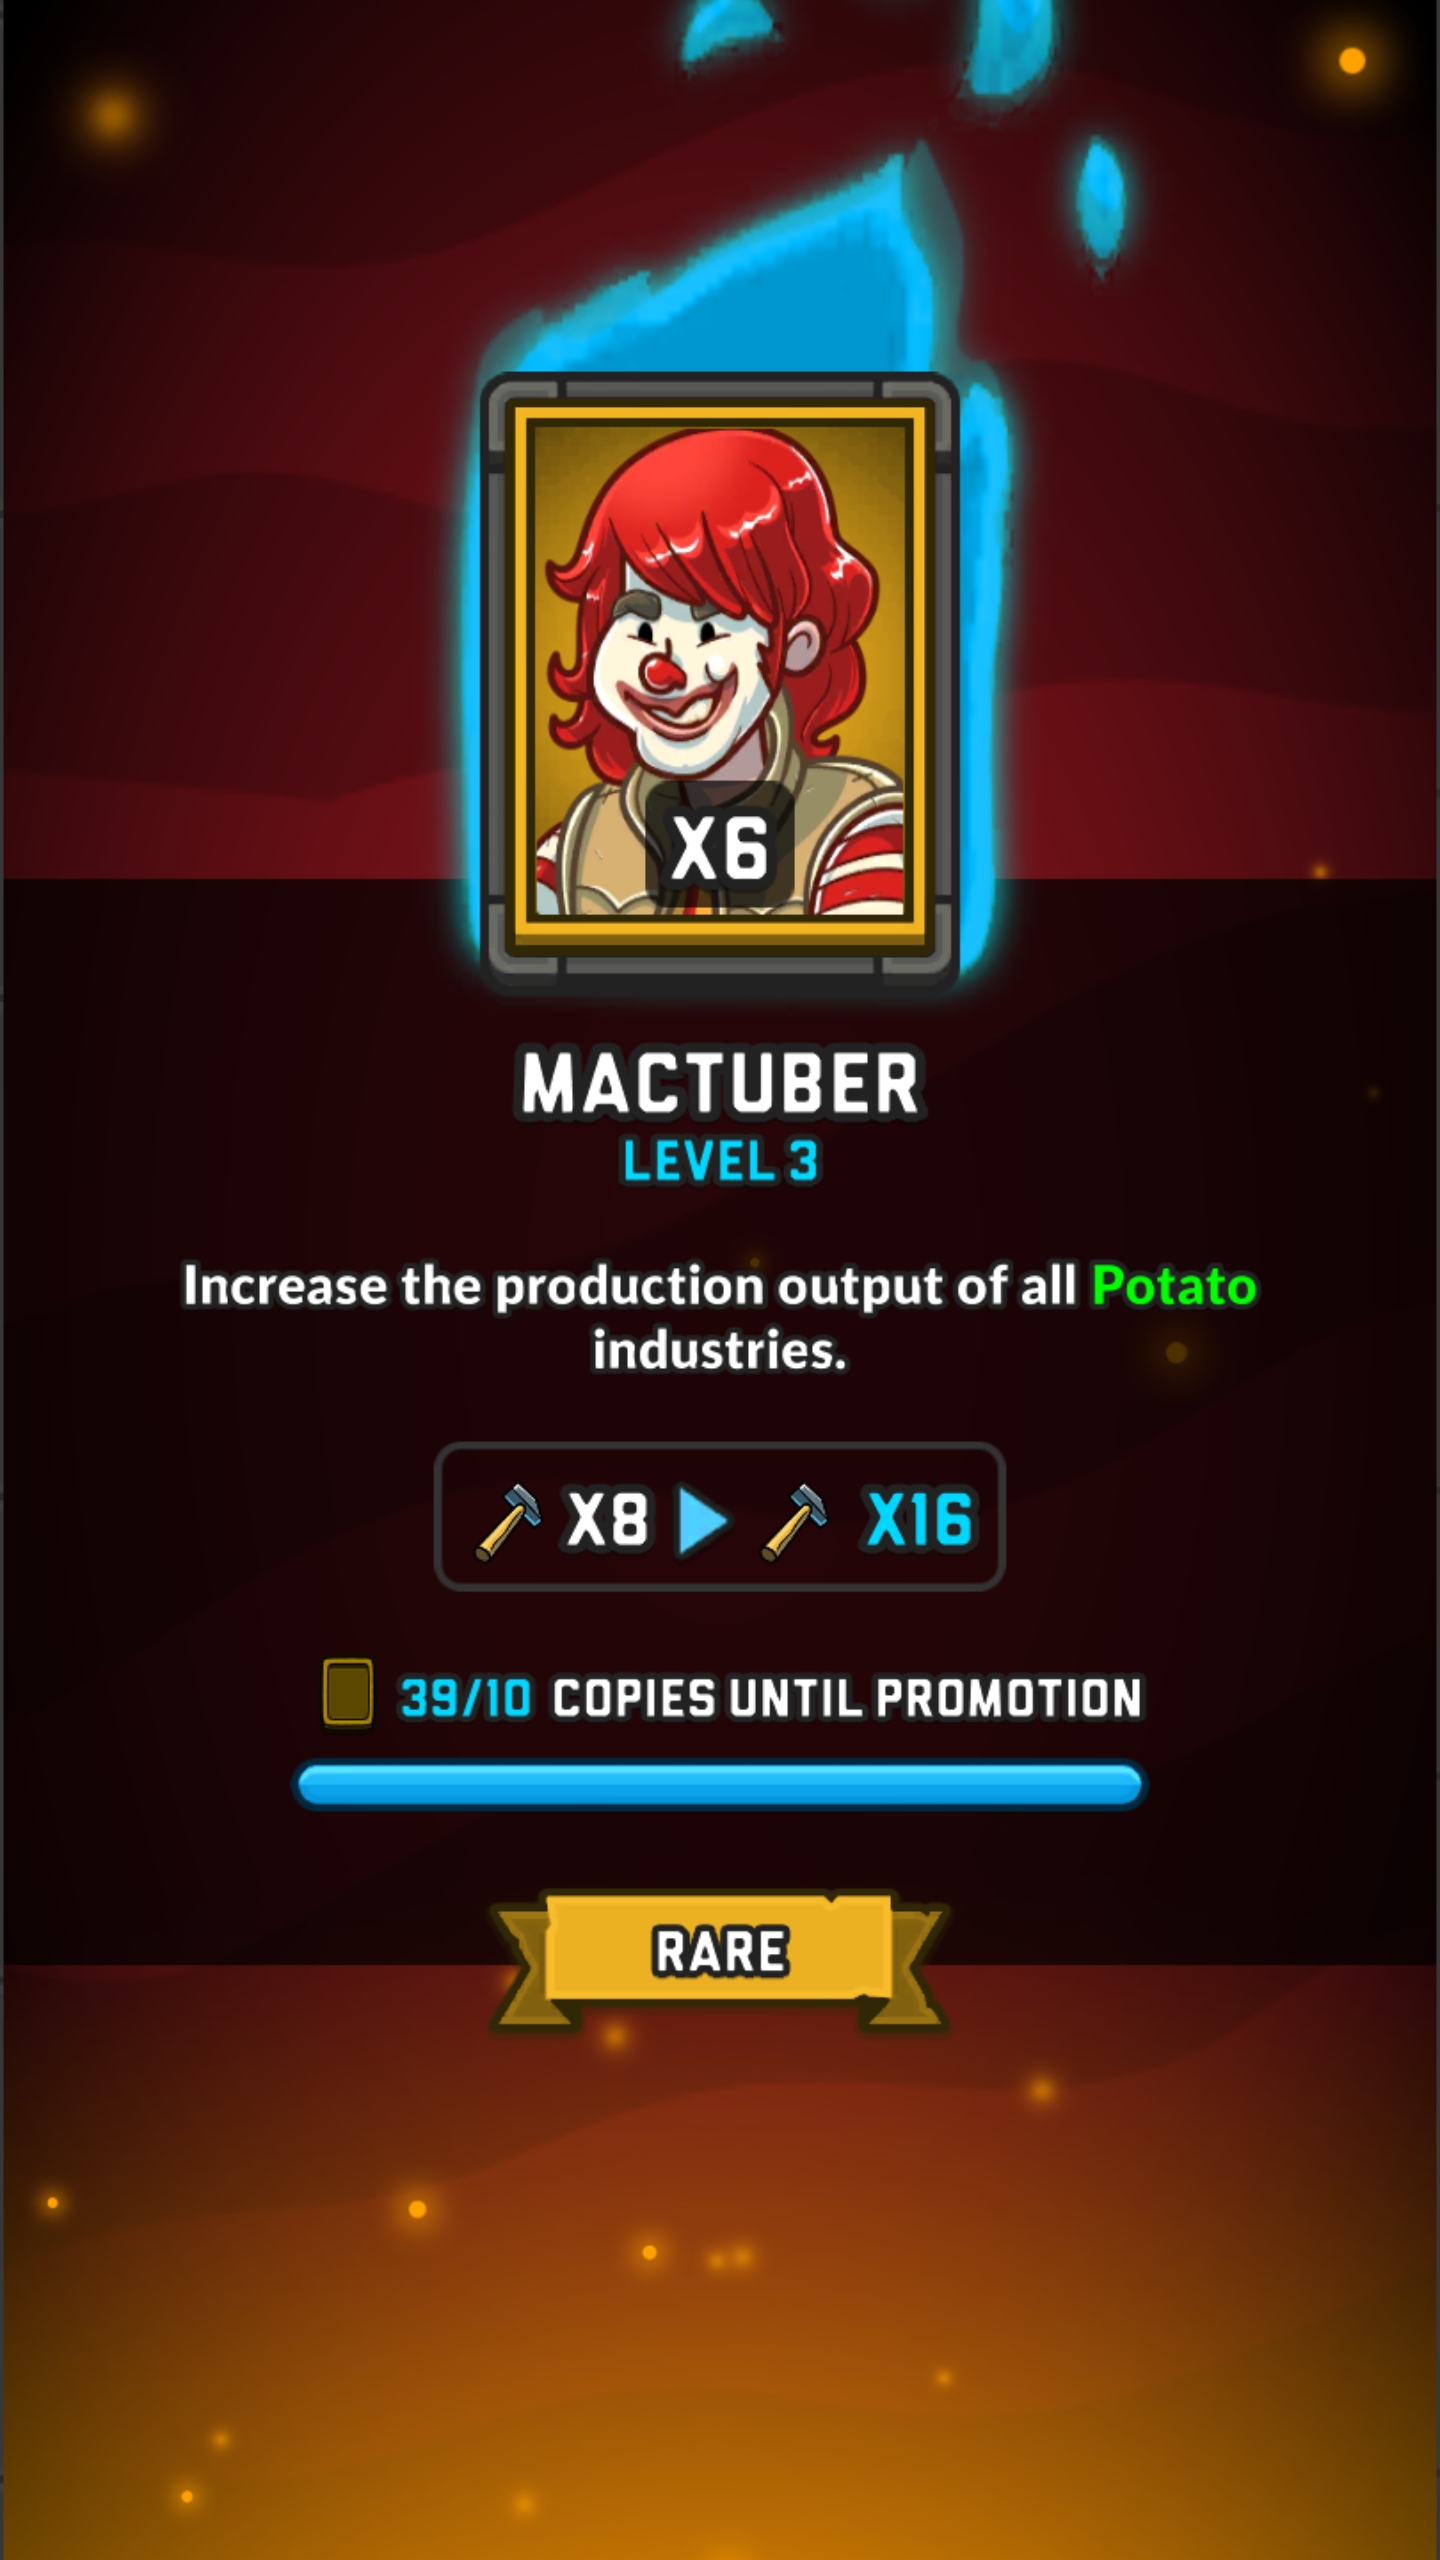 X6
MACTUBER
LEVEL 3
Increase the production output of all Potato
industries.
X8 X16
39/10 COPIES UNTIL PROMOTION
RARE